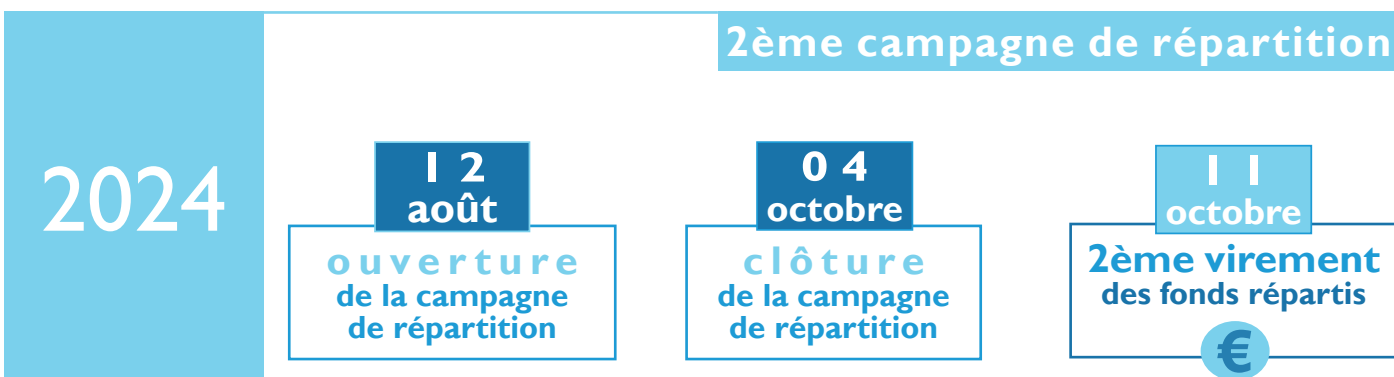 2ème campagne de répartition
2024
12
août
ouverture
de la campagne
de répartition
04
octobre
clôture
de la campagne
de répartition
11
octobre
2ème virement
des fonds répartis
€